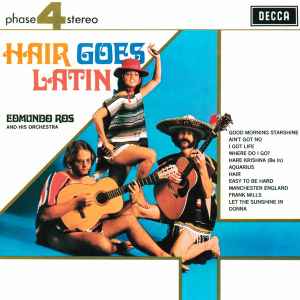 phase 4 stereo
DECCA
HAIR GOES
LATIN
EDMUNDO ROS
AND HIS ORCHESTRA
GOOD MORNING STARSHINE
AIN'T GOT NO
I GOT LIFE
WHERE DO I GO?
HARE KRISHNA (Be In)
AQUARIUS
HAIR
EASY TO BE HARD
MANCHESTER ENGLAND
FRANK MILLS
LET THE SUNSHINE IN
DONNA